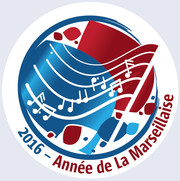 2016 – Année de La Marseillaise